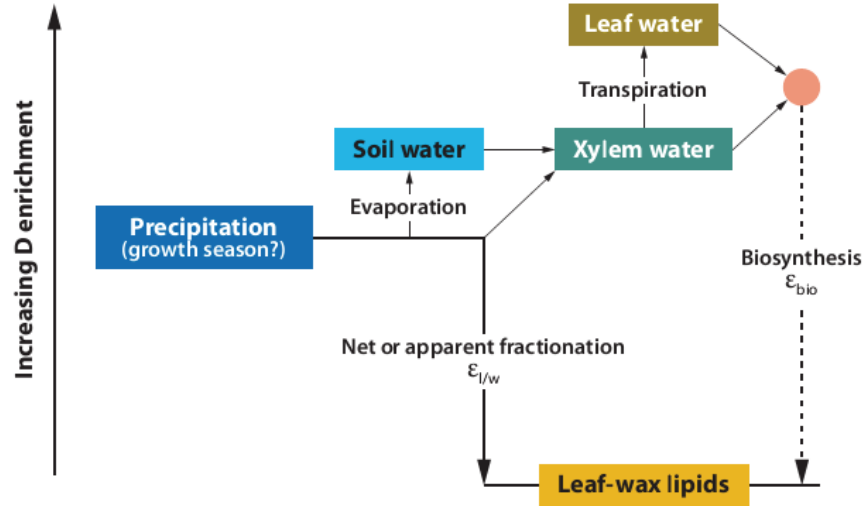 Increasing D enrichment
Leaf water
Transpiration
Soil water
Xylem water
Evaporation
Precipitation
(growth season?)
Biosynthesis
εbio
Net or apparent fractionation
εl/w
Leaf-wax lipids